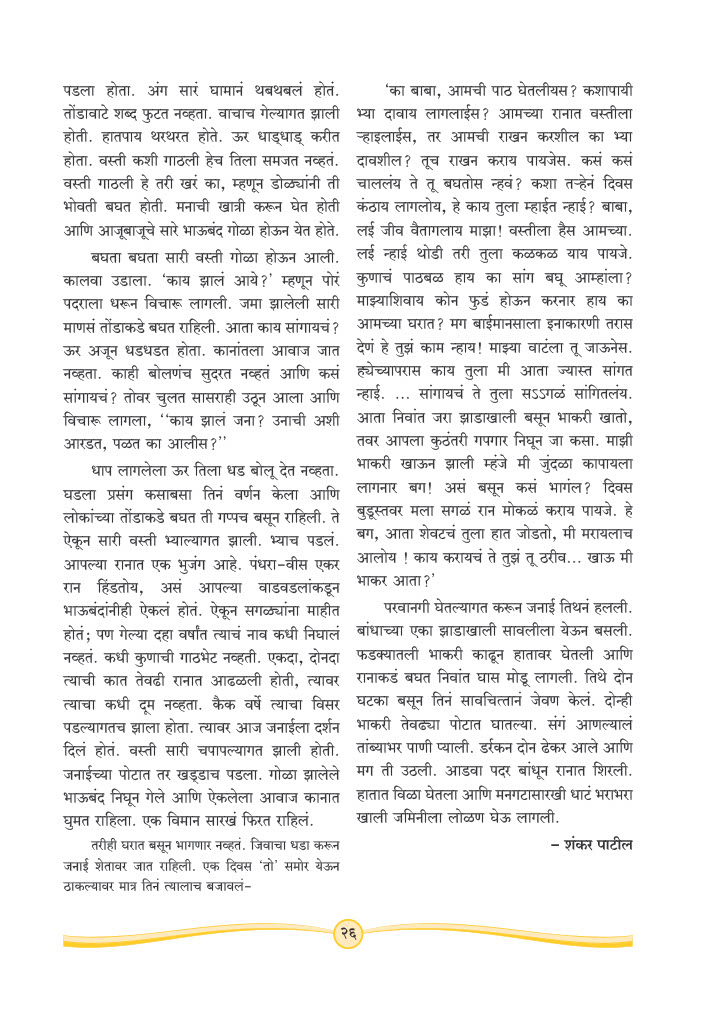 पडला होता. अंग सारं घामानं थबथबलं होतं.
तोंडावाटे शब्द फुटत नव्हता. वाचाच गेल्यागत झाली
होती. हातपाय थरथरत होते. ऊर धाड्धाड् करीत
होता. वस्ती कशी गाठली हेच तिला समजत नव्हतं.
वस्ती गाठली हे तरी खरं का, म्हणून डोळ्यांनी ती
भोवती बघत होती. मनाची खात्री करून घेत होती
आणि आजूबाजूचे सारे भाऊबंद गोळा होऊन येत होते.
बघता बघता सारी वस्ती गोळा होऊन आली.
कालवा उडाला. ‘काय झालं आये?’ म्हणून पोरं
पदराला धरून विचारू लागली. जमा झालेली सारी
माणसं तोंडाकडे बघत राहिली. आता काय सांगायचं?
ऊर अजून धडधडत होता. कानांतला आवाज जात
नव्हता. काही बोलणंच सुदरत नव्हतं आणि कसं
सांगायचं? तोवर चुलत सासराही उठून आला आणि
विचारू लागला, ‘‘काय झालं जना? उनाची अशी
आरडत, पळत का आलीस?’’
धाप लागलेला ऊर तिला धड बोलू देत नव्हता.
घडला प्रसंग कसाबसा तिनं वर्णन केला आणि
लोकांच्या तोंडाकडे बघत ती गप्पच बसून राहिली. ते
ऐकून सारी वस्ती भ्याल्यागत झाली. भ्याच पडलं.
आपल्या रानात एक भुजंग आहे. पंधरा-वीस एकर
रान हिंडतोय, असं आपल्या वाडवडलांकडून
भाऊबंदांनीही ऐकलं होतं. ऐकून सगळ्यांना माहीत
होतं; पण गेल्या दहा वर्षांत त्याचं नाव कधी निघालं
नव्हतं. कधी कुणाची गाठभेट नव्हती. एकदा, दोनदा
त्याची कात तेवढी रानात आढळली होती, त्यावर
त्याचा कधी दूम नव्हता. कैक वर्षे त्याचा विसर
पडल्यागतच झाला होता. त्यावर आज जनाईला दर्शन
दिलं होतं. वस्ती सारी चपापल्यागत झाली होती.
जनाईच्या पोटात तर खड्डाच पडला. गोळा झालेले
भाऊबंद निघून गेले आणि ऐकलेला आवाज कानात
घुमत राहिला. एक विमान सारखं फिरत राहिलं.
तरीही घरात बसून भागणार नव्हतं. जिवाचा धडा करून
जनाई शेतावर जात राहिली. एक दिवस ‘तो’ समोर येऊन
ठाकल्यावर मात्र तिनं त्यालाच बजावलं-
‘का बाबा, आमची पाठ घेतलीयस? कशापायी
भ्या दावाय लागलाईस? आमच्या रानात वस्तीला
ऱ्हाइलाईस, तर आमची राखन करशील का भ्या
दावशील? तूच राखन कराय पायजेस. कसं कसं
चाललंय ते तू बघतोस न्हवं? कशा तऱ्हेनं दिवस
कंठाय लागलोय, हे काय तुला म्हाईत न्हाई? बाबा,
लई जीव वैतागलाय माझा! वस्तीला हैस आमच्या.
लई न्हाई थोडी तरी तुला कळकळ याय पायजे.
कुणाचं पाठबळ हाय का सांग बघू आम्हांला?
माझ्याशिवाय कोन फुडं होऊन करनार हाय का
आमच्या घरात? मग बाईमानसाला इनाकारणी तरास
देणं हे तुझं काम न्हाय! माझ्या वाटंला तू जाऊनेस.
ह्येच्यापरास काय तुला मी आता ज्यास्त सांगत
न्हाई. ... सांगायचं ते तुला सऽऽगळं सांगितलंय.
आता निवांत जरा झाडाखाली बसून भाकरी खातो,
तवर आपला कुठंतरी गपगार निघून जा कसा. माझी
भाकरी खाऊन झाली म्हंजे मी जुंदळा कापायला
लागनार बग! असं बसून कसं भागंल? दिवस
बुडूस्तवर मला सगळं रान मोकळं कराय पायजे. हे
बग, आता शेवटचं तुला हात जोडतो, मी मरायलाच
आलोय ! काय करायचं ते तुझं तू ठरीव... खाऊ मी
भाकर आता?’
परवानगी घेतल्यागत करून जनाई तिथनं हलली.
बांधाच्या एका झाडाखाली सावलीला येऊन बसली.
फडक्यातली भाकरी काढून हातावर घेतली आणि
रानाकडं बघत निवांत घास मोडू लागली. तिथे दोन
घटका बसून तिनं सावचित्तानं जेवण केलं. दोन्ही
भाकरी तेवढ्या पोटात घातल्या. संगं आणल्यालं
तांब्याभर पाणी प्याली. डर्रकन दोन ढेकर आले आणि
मग ती उठली. आडवा पदर बांधून रानात शिरली.
हातात विळा घेतला आणि मनगटासारखी धाटं भराभरा
खाली जमिनीला लोळण घेऊ लागली.
– शंकर पाटील
२६